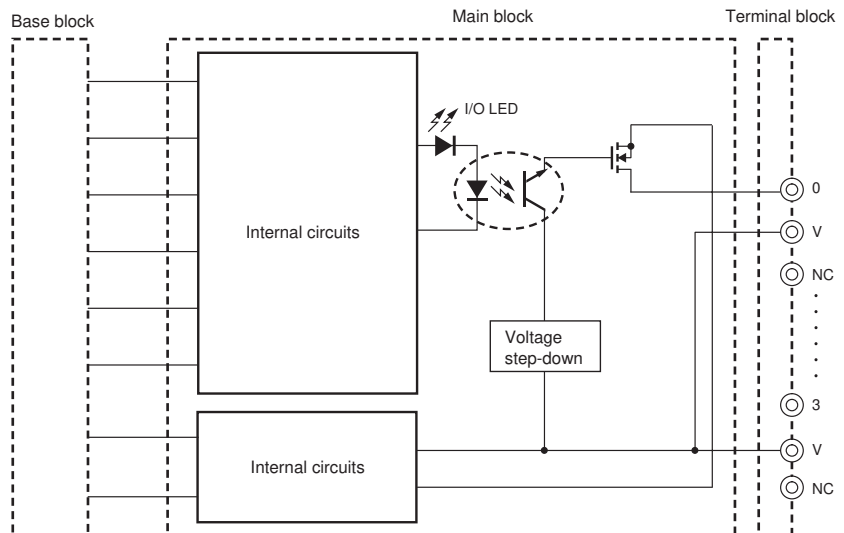 Base block
Main block
Terminal block
I/O LED
Internal circuits
Voltage
step-down
Internal circuits
0
V
NC
3
V
NC